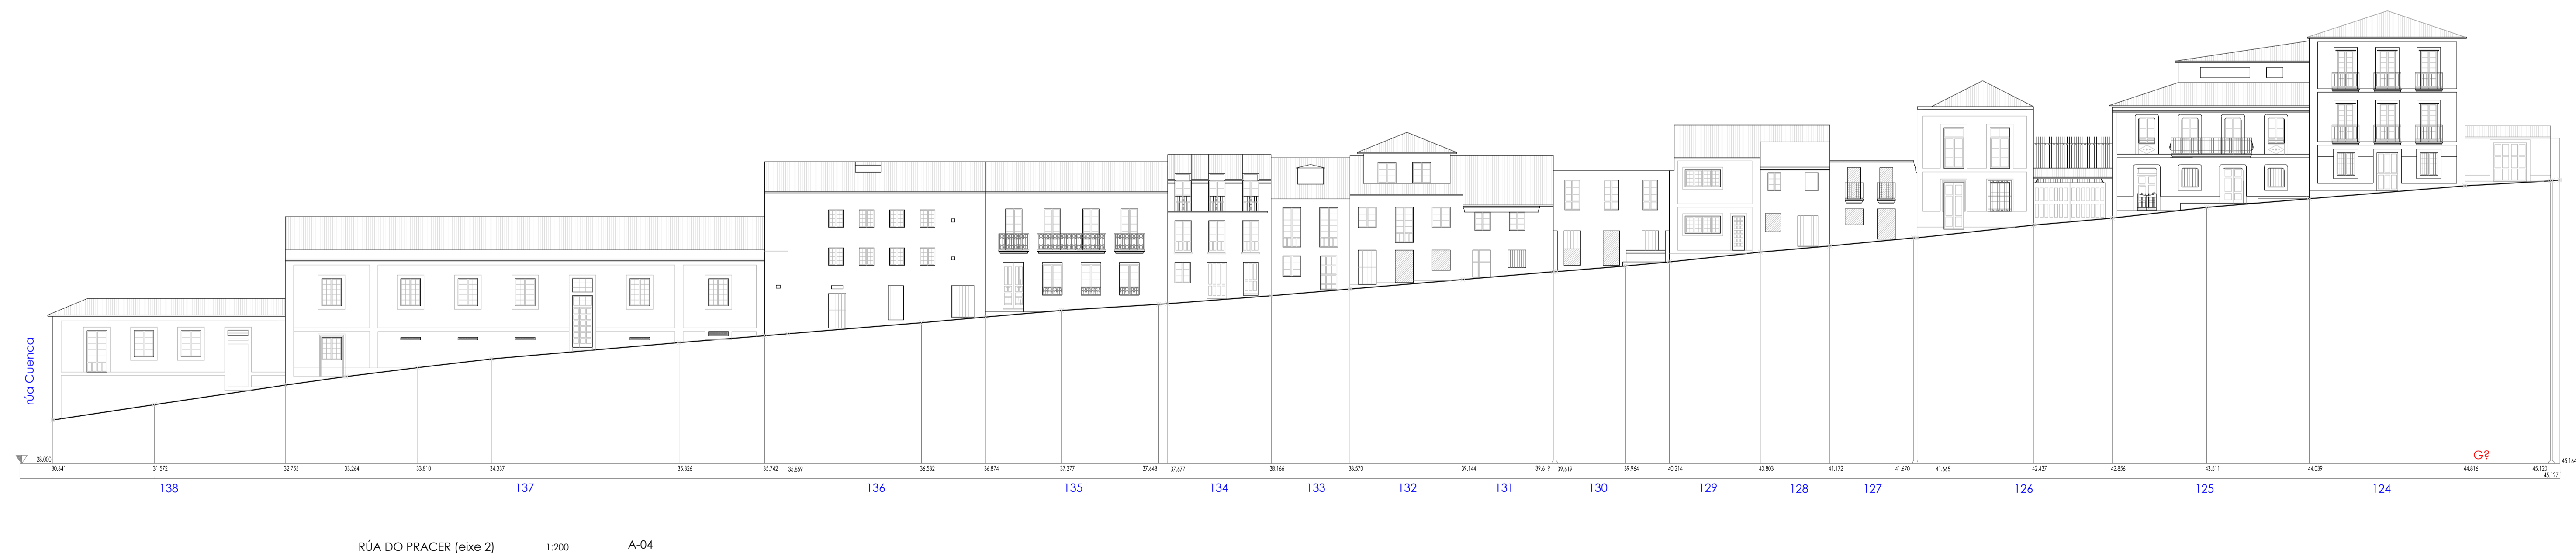 rúa Cuenca
28.000
30.641 31.572 32.755 33.264 33.810 34.337 35.326 35.742 35.859 36.532 36.874 37.277 37.648 37.677 38.166 38.570 39.144 39.619 39.619 39.964 40.214 40.803 41.172 41.670 41.665 42.437 42.856 43.511 44.039 44.816 45.120 45.164
45.127
G?
138 137 136 135 134 133 132 131 130 129 128 127 126 125 124
RÚA DO PRACER (eixe 2) 1:200 A-04